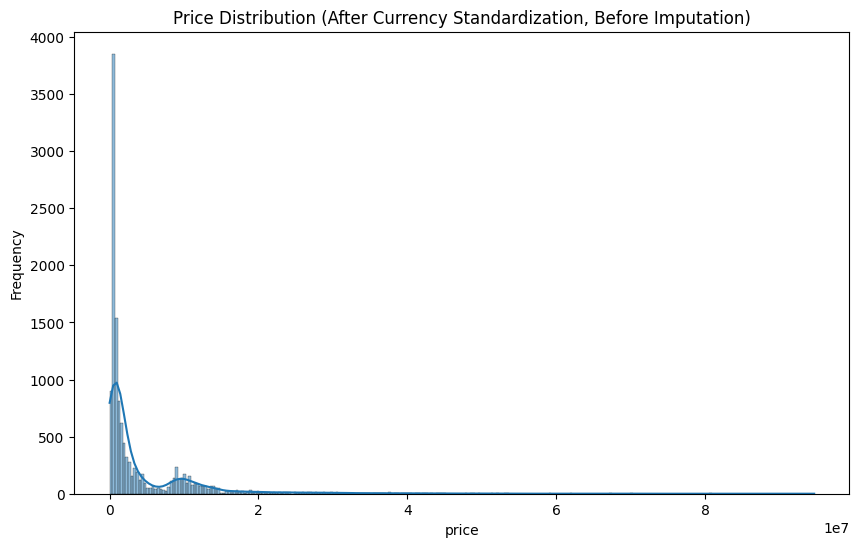 Price Distribution (After Currency Standardization, Before Imputation)
4000
3500
3000
2500
2000
1500
1000
500
0
Frequency
0 2 4 6 8
1e7
price